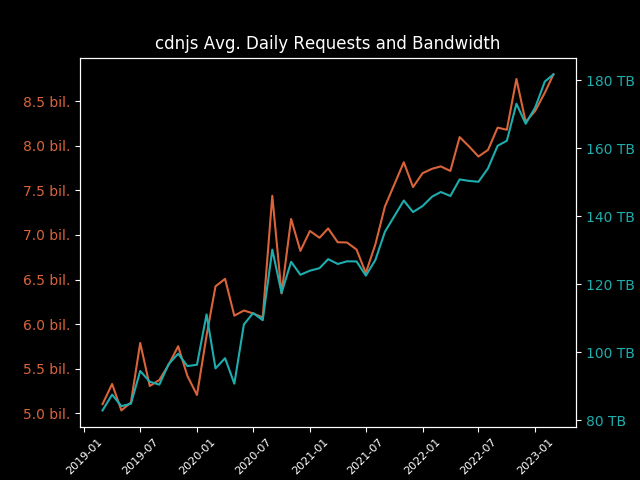 cdnjs Avg. Daily Requests and Bandwidth
8.5 bil.
8.0 bil.
7.5 bil.
7.0 bil.
6.5 bil.
6.0 bil.
5.5 bil.
5.0 bil.
180 TB
160 TB
140 TB
120 TB
100 TB
80 TB
2019-01
2019-07
2020-01
2020-07
2021-01
2021-07
2022-01
2022-07
2023-01